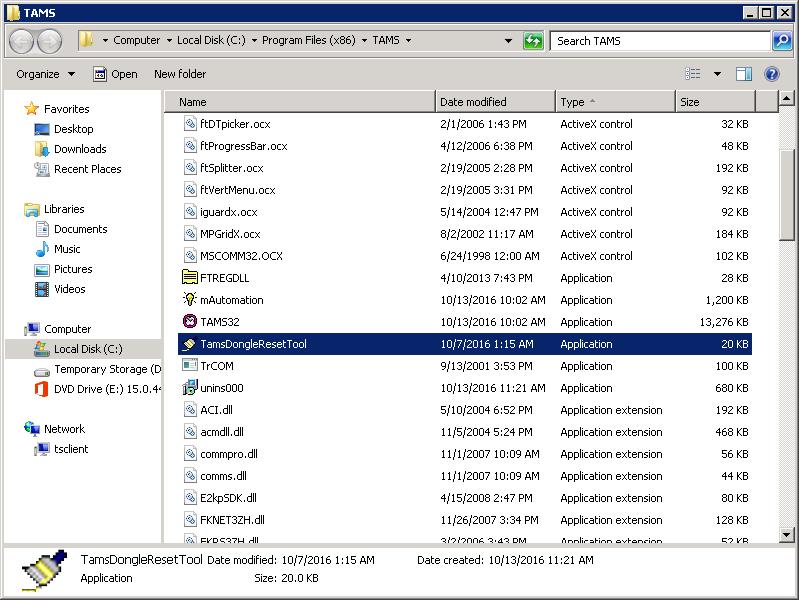 TAMS
Computer Local Disk (C:) Program Files (x86) TAMS Search TAMS
Organize Open New folder
Name Date modified Type Size
Favorites
Desktop
Downloads
Recent Places
Libraries
Documents
Music
Pictures
Videos
Computer
Local Disk (C:)
Temporary Storage (D
DVD Drive (E:) 15.0.44
Network
tsclient
ftDTpicker.ocx 2/1/2006 1:43 PM ActiveX control 32 KB
ftProgressBar.ocx 4/12/2006 6:38 PM ActiveX control 48 KB
ftSplitter.ocx 2/19/2005 2:28 PM ActiveX control 192 KB
ftVertMenu.ocx 2/19/2005 3:31 PM ActiveX control 92 KB
iguardx.ocx 5/14/2004 12:47 PM ActiveX control 92 KB
MPGridX.ocx 8/2/2002 11:17 AM ActiveX control 184 KB
MSCOMM32.OCX 6/24/1998 12:00 AM ActiveX control 102 KB
FTREGDLL 4/10/2013 7:43 PM Application 28 KB
mAutomation 10/13/2016 10:02 AM Application 1,200 KB
TAMS32 10/13/2016 10:02 AM Application 13,276 KB
TamsDongleResetTool 10/7/2016 1:15 AM Application 20 KB
TrCOM 9/13/2001 3:53 PM Application 100 KB
unins000 10/13/2016 11:21 AM Application 680 KB
ACI.dll 5/10/2004 6:52 PM Application extension 192 KB
acmdll.dll 11/5/2004 5:24 PM Application extension 468 KB
commpro.dll 11/1/2007 10:09 AM Application extension 56 KB
comms.dll 11/1/2007 10:09 AM Application extension 44 KB
E2kpSDK.dll 4/15/2008 2:47 PM Application extension 80 KB
FKNET3ZH.dll 11/26/2007 3:34 PM Application extension 128 KB
FKRS3ZH.dll 3/2/2006 3:43 PM Application extension 52 KB
TamsDongleResetTool Date modified: 10/7/2016 1:15 AM Date created: 10/13/2016 11:21 AM
Application Size: 20.0 KB